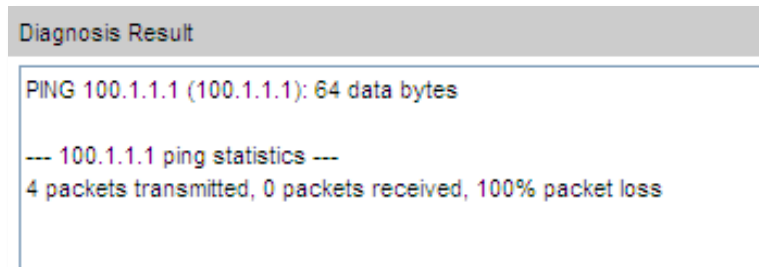 Diagnosis Result
PING 100.1.1.1 (100.1.1.1): 64 data bytes
--- 100.1.1.1 ping statistics ---
4 packets transmitted, 0 packets received, 100% packet loss